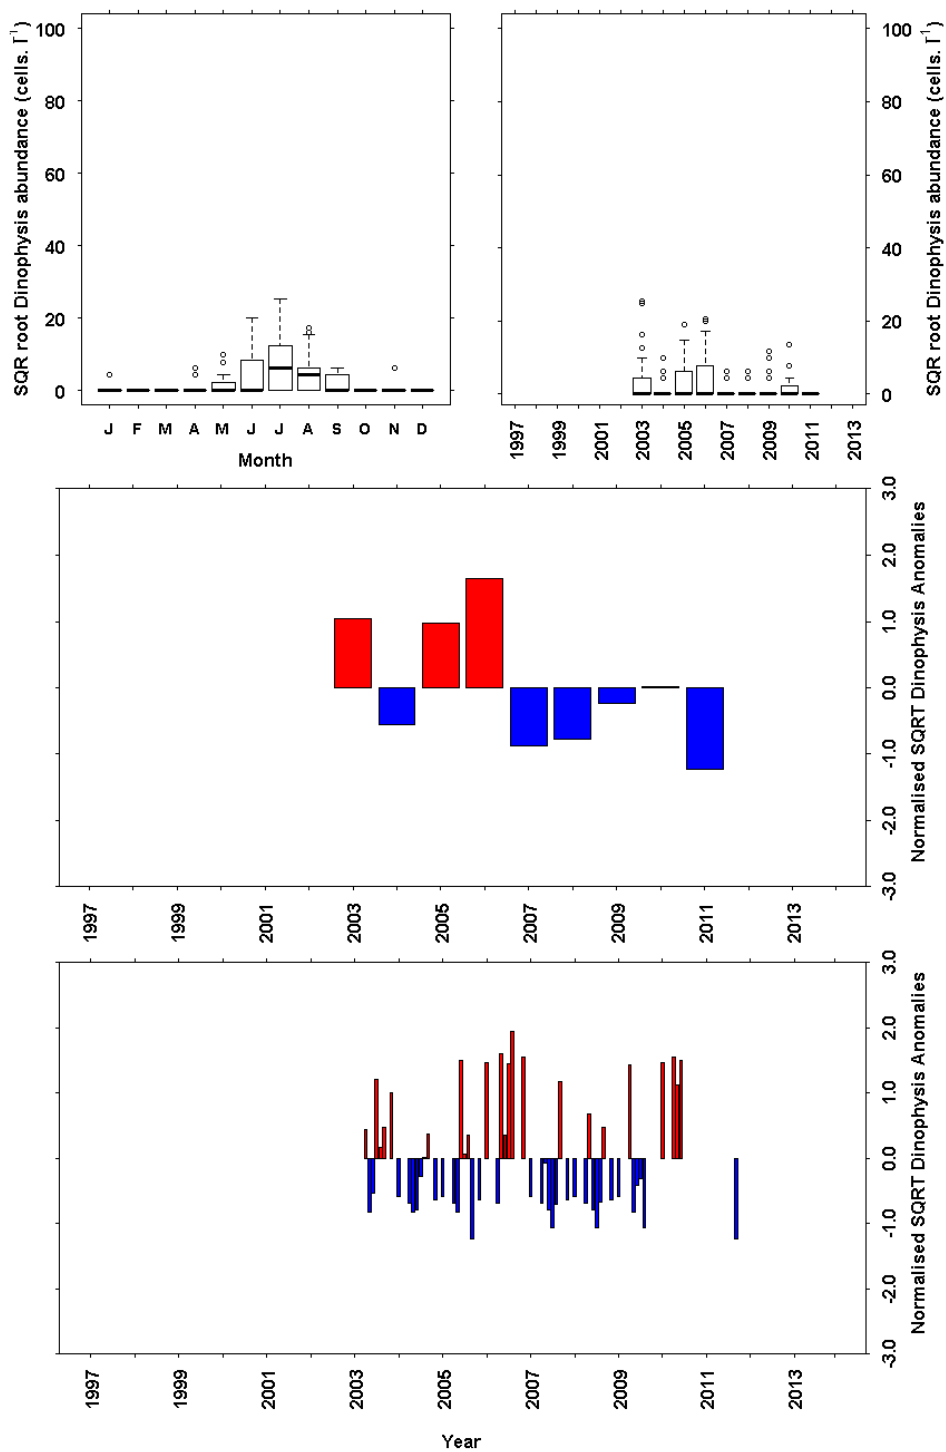 SQR root Dinophysis abundance (cells. l⁻¹)
100
80
60
40
20
0
J F M A M J J A S O N D
Month
100
80
60
40
20
0
SQR root Dinophysis abundance (cells. l⁻¹)
1997 1999 2001 2003 2005 2007 2009 2011 2013
3.0
2.0
1.0
0.0
-1.0
-2.0
-3.0
Normalised SQRT Dinophysis Anomalies
1997 1999 2001 2003 2005 2007 2009 2011 2013
3.0
2.0
1.0
0.0
-1.0
-2.0
-3.0
Normalised SQRT Dinophysis Anomalies
1997 1999 2001 2003 2005 2007 2009 2011 2013
Year